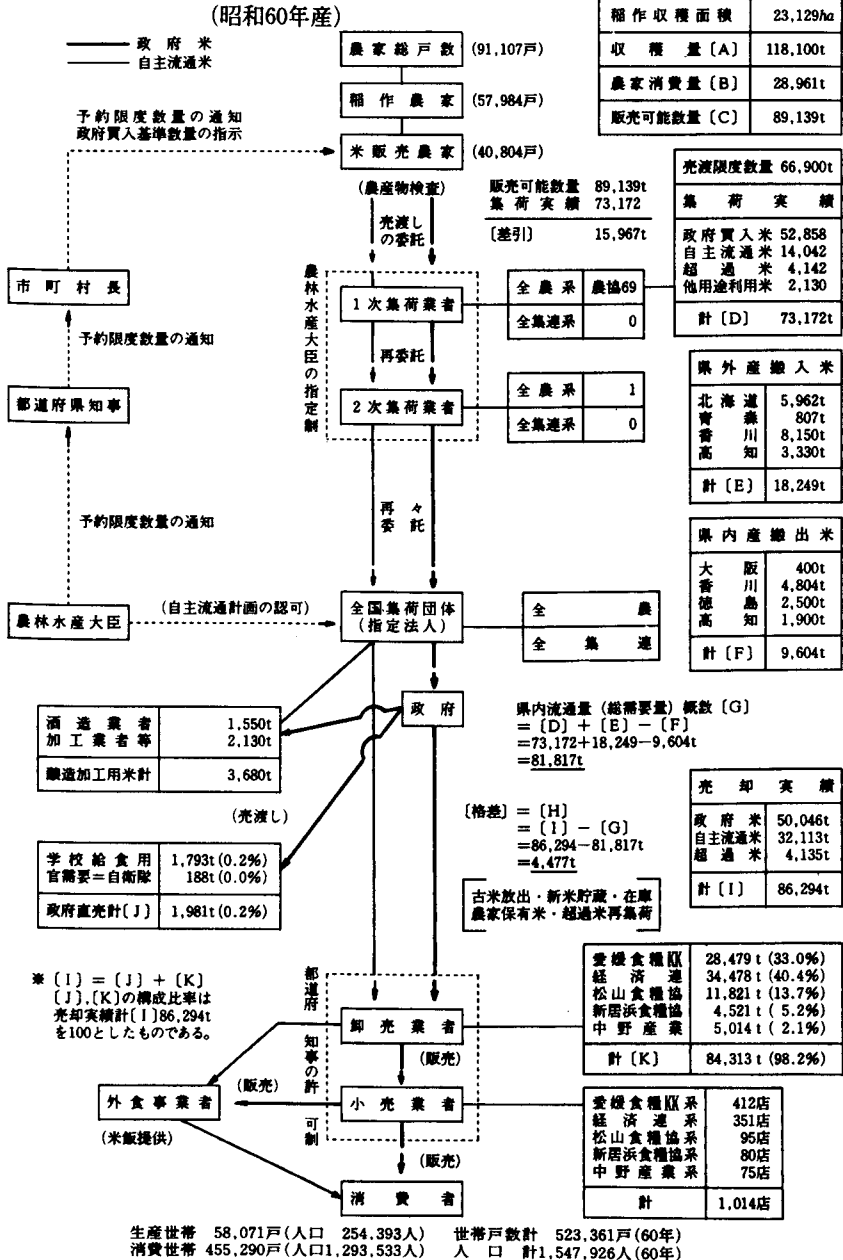 (昭和60年産)
政府米
自主流通米
農家総戸数 (91,107戸)
稲作農家 (57,984戸)
米販売農家 (40,804戸)
稲作収穫面積 23,129ha
収穫量〔A〕 118,100t
農家消費量〔B〕 28,961t
販売可能数量〔C〕 89,139t
予約限度数量の通知
政府買入基準数量の指示
(農産物検査)
売渡し
の委託
販売可能数量 89,139t
集荷実績 73,172
〔差引〕 15,967t
売渡限度数量 66,900t
集荷実績
政府買入米 52,858
自主流通米 14,042
超過米 4,142
他用途利用米 2,130
計〔D〕 73,172t
市町村長
予約限度数量の通知
都道府県知事
予約限度数量の通知
農林水産大臣
農林水産大臣の指定制
1次集荷業者
再委託
2次集荷業者
全農系 農協69
全集連系 0
全農系 1
全集連系 0
県外産搬入米
北海道 5,962t
青森 807t
香川 8,150t
高知 3,330t
計〔E〕 18,249t
再々
委託
県内産搬出米
大阪 400t
香川 4,804t
徳島 2,500t
高知 1,900t
計〔F〕 9,604t
(自主流通計画の認可)
全国集荷団体
(指定法人)
全農
全集連
政府
酒造業者 1,550t
加工業者等 2,130t
醸造加工用米計 3,680t
県内流通量(総需要量)概数〔G〕
=〔D〕+〔E〕−〔F〕
=73,172+18,249−9,604t
=81,817t
(売渡し)
〔格差〕=〔H〕
=〔I〕−〔G〕
=86,294−81,817t
=4,477t
売却実績
政府米 50,046t
自主流通米 32,113t
超過米 4,135t
計〔I〕 86,294t
学校給食用 1,793t(0.2%)
官需要=自衛隊 188t(0.0%)
政府直売計〔J〕 1,981t(0.2%)
古米放出・新米貯蔵・在庫
農家保有米・超過米再集荷
※〔I〕=〔J〕+〔K〕
〔J〕,〔K〕の構成比率は
売却実績計〔I〕86,294t
を100としたものである。
都道府知事の許可制
卸売業者
(販売)
小売業者
愛媛食糧KK 28,479t(33.0%)
経済連 34,478t(40.4%)
松山食糧協 11,821t(13.7%)
新居浜食糧協 4,521t(5.2%)
中野産業 5,014t(2.1%)
計〔K〕 84,313t(98.2%)
(販売)
外食事業者
(米飯提供)
(販売)
消費者
愛媛食糧KK系 412店
経済連系 351店
松山食糧協系 95店
新居浜食糧協系 80店
中野産業系 75店
計 1,014店
生産世帯 58,071戸(人口 254.393人) 世帯戸数計 523,361戸(60年)
消費世帯 455,290戸(人口1,293,533人) 人口計1,547,926人(60年)